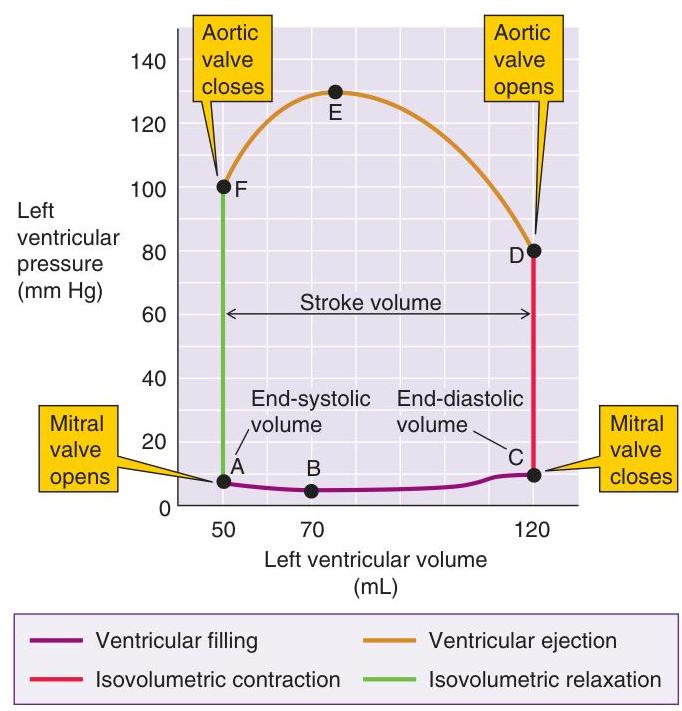 Aortic
valve
closes
Aortic
valve
opens
140
120
100
80
60
40
20
0
E
F
D
Left
ventricular
pressure
(mm Hg)
Stroke volume
End-systolic
volume
End-diastolic
volume
Mitral
valve
opens
Mitral
valve
closes
A
B
C
50
70
120
Left ventricular volume
(mL)
Ventricular filling
Ventricular ejection
Isovolumetric contraction
Isovolumetric relaxation